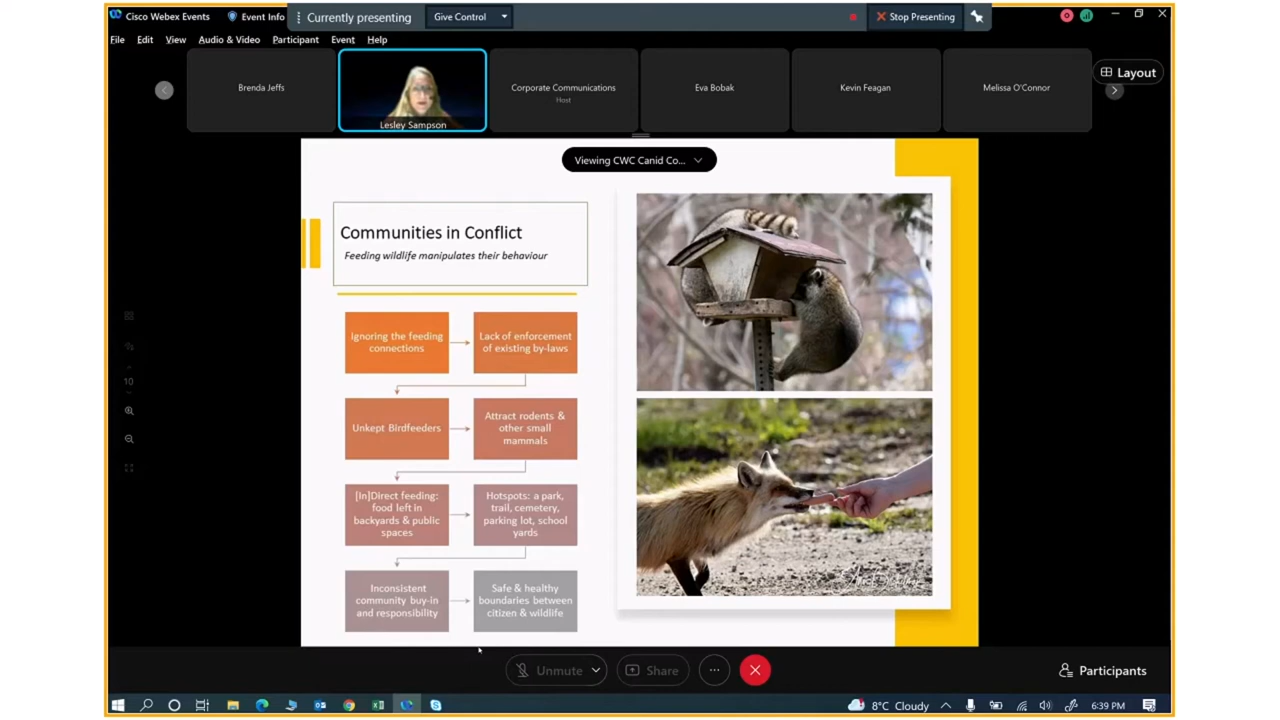 Cisco Webex Events
Event Info
Currently presenting
Give Control
Stop Presenting
File Edit View Audio & Video Participant Event Help
Layout
Brenda Jeffs
Lesley Sampson
Corporate Communications
Host
Eva Bobak
Kevin Feagan
Melissa O'Connor
Viewing CWC Canid Co...
Communities in Conflict
Feeding wildlife manipulates their behaviour
Ignoring the feeding
connections
Lack of enforcement
of existing by-laws
Unkept Birdfeeders
Attract rodents &
other small
mammals
[In]Direct feeding:
food left in
backyards & public
spaces
Hotspots: a park,
trail, cemetery,
parking lot, school
yards
Inconsistent
community buy-in
and responsibility
Safe & healthy
boundaries between
citizen & wildlife
10
Unmute
Share
Participants
8°C Cloudy
6:39 PM